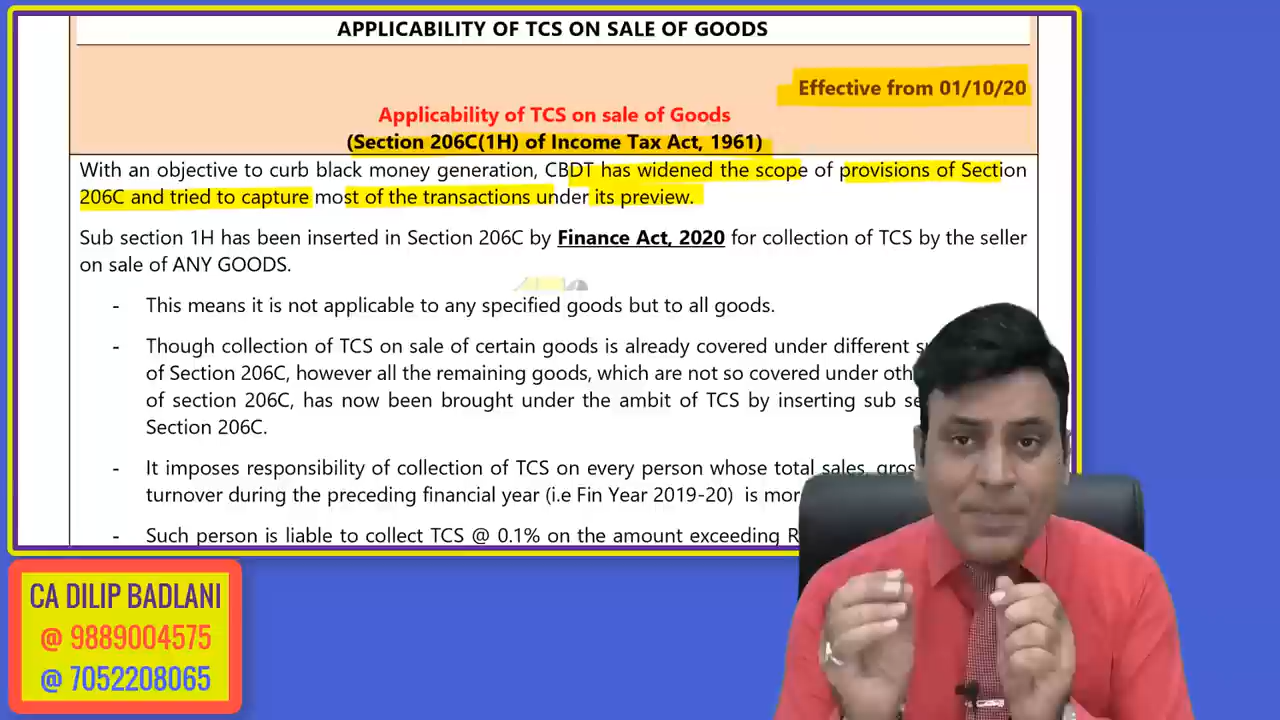 APPLICABILITY OF TCS ON SALE OF GOODS
Effective from 01/10/20
Applicability of TCS on sale of Goods
(Section 206C(1H) of Income Tax Act, 1961)
With an objective to curb black money generation, CBDT has widened the scope of provisions of Section
206C and tried to capture most of the transactions under its preview.
Sub section 1H has been inserted in Section 206C by Finance Act, 2020 for collection of TCS by the seller
on sale of ANY GOODS.
- This means it is not applicable to any specified goods but to all goods.
- Though collection of TCS on sale of certain goods is already covered under different
of Section 206C, however all the remaining goods, which are not so covered under
of section 206C, has now been brought under the ambit of TCS by inserting sub
Section 206C.
- It imposes responsibility of collection of TCS on every person whose total sales,
turnover during the preceding financial year (i.e Fin Year 2019-20) is
- Such person is liable to collect TCS @ 0.1% on the amount exceeding
CA DILIP BADLANI
@ 9889004575
@ 7052208065